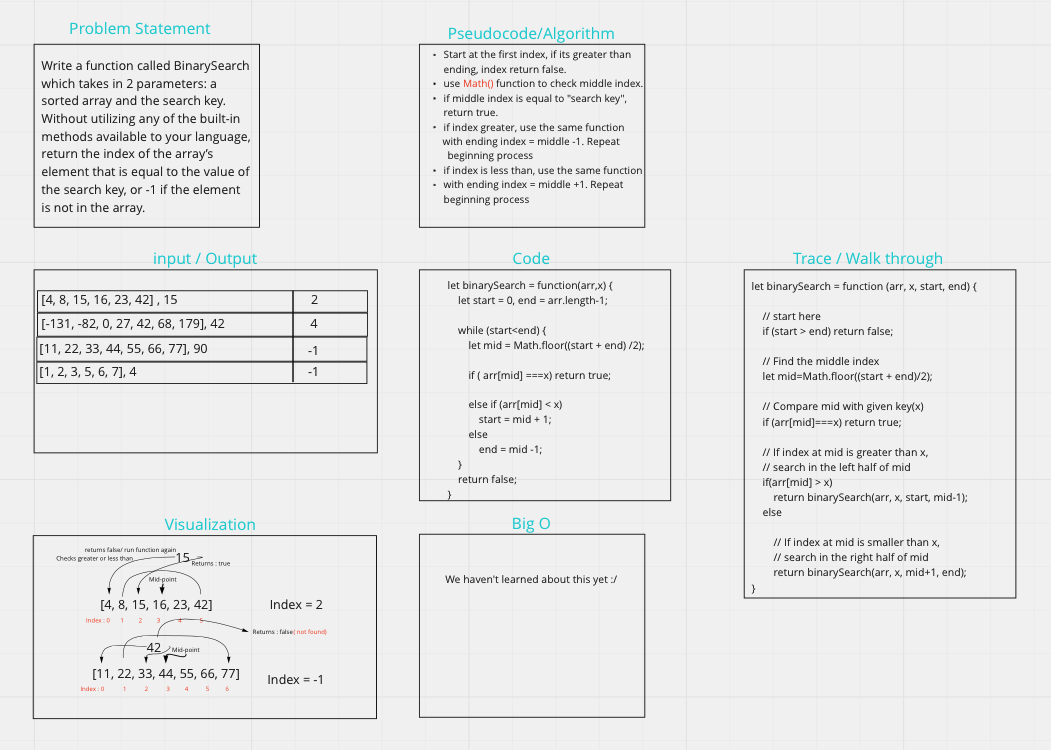 Problem Statement
Write a function called BinarySearch
which takes in 2 parameters: a
sorted array and the search key.
Without utilizing any of the built-in
methods available to your language,
return the index of the array's
element that is equal to the value of
the search key, or -1 if the element
is not in the array.
Pseudocode/Algorithm
• Start at the first index, if its greater than
ending, index return false.
• use Math() function to check middle index.
• if middle index is equal to "search key",
return true.
• if index greater, use the same function
with ending index = middle -1. Repeat
beginning process
• if index is less than, use the same function
• with ending index = middle +1. Repeat
beginning process
input / Output
[4, 8, 15, 16, 23, 42] , 15 2
[-131, -82, 0, 27, 42, 68, 179], 42 4
[11, 22, 33, 44, 55, 66, 77], 90 -1
[1, 2, 3, 5, 6, 7], 4 -1
Code
let binarySearch = function(arr,x) {
let start = 0, end = arr.length-1;
while (start<end) {
let mid = Math.floor((start + end) /2);
if ( arr[mid] ===x) return true;
else if (arr[mid] < x)
start = mid + 1;
else
end = mid -1;
}
return false;
}
Trace / Walk through
let binarySearch = function (arr, x, start, end) {
// start here
if (start > end) return false;
// Find the middle index
let mid=Math.floor((start + end)/2);
// Compare mid with given key(x)
if (arr[mid]===x) return true;
// If index at mid is greater than x,
// search in the left half of mid
if(arr[mid] > x)
return binarySearch(arr, x, start, mid-1);
else
// If index at mid is smaller than x,
// search in the right half of mid
return binarySearch(arr, x, mid+1, end);
}
Visualization
returns false/ run function again
Checks greater or less than
15
Returns : true
Mid-point
[4, 8, 15, 16, 23, 42]
Index = 2
Index : 0 1 2 3 4 5
Returns : false( not found)
42
Mid-point
[11, 22, 33, 44, 55, 66, 77]
Index = -1
Index : 0 1 2 3 4 5 6
Big O
We haven't learned about this yet :/